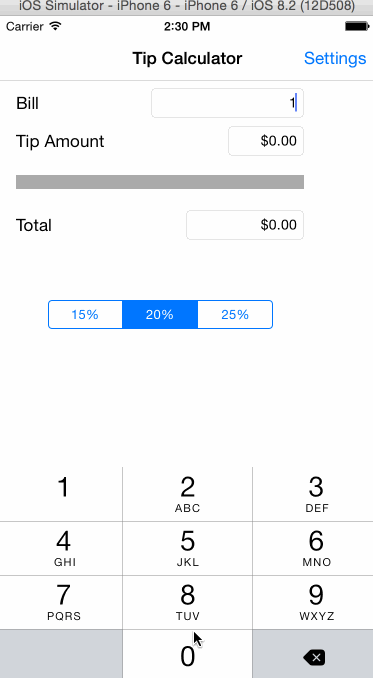 iOS Simulator - iPhone 6 - iPhone 6 / iOS 8.2 (12D508)
Carrier 2:30 PM
Tip Calculator Settings
Bill 1
Tip Amount $0.00
Total $0.00
15% 20% 25%
1 2 3
ABC DEF
4 5 6
GHI JKL MNO
7 8 9
PQRS TUV WXYZ
0